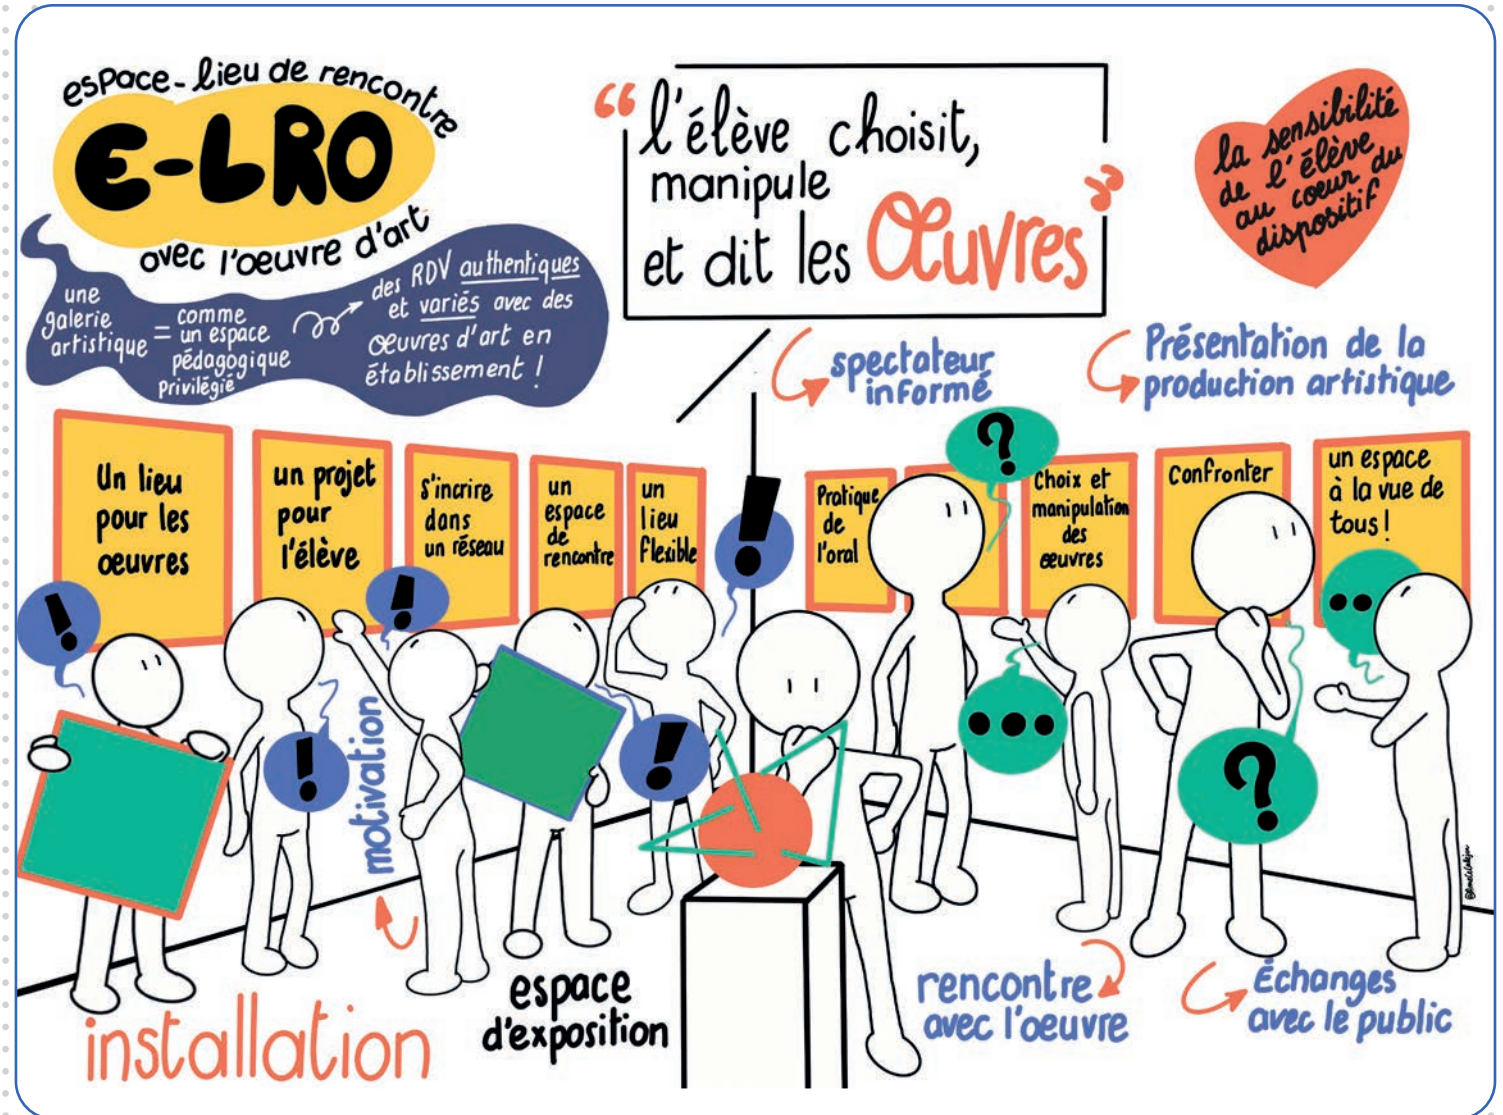 espace-lieu de rencontre
E-LRO
avec l'oeuvre d'art
une
galerie
artistique
=
comme
un espace
pédagogique
Privilégié
des RDV authentiques
et variés avec des
œuvres d'art en
établissement !
“l'élève choisit,
manipule
et dit les Œuvres”
la sensibilité
de l'élève
au coeur du
dispositif
spectateur
informé
Présentation de la
production artistique
Un lieu
pour les
œuvres
un projet
pour
l'élève
s'incrire
dans
un réseau
un
espace
de
rencontre
un
lieu
flexible
Pratique
de
l'oral
Choix et
manipulation
des
œuvres
Confronter
un espace
à la vue de
tous !
!
!
!
!
!
?
...
?
..
motivation
installation
espace
d'exposition
rencontre
avec l'oeuvre
Échanges
avec le public